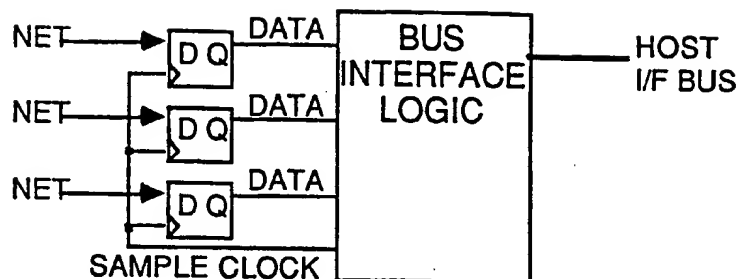 NET
D Q
DATA
NET
D Q
DATA
NET
D Q
DATA
SAMPLE CLOCK
BUS
INTERFACE
LOGIC
HOST
I/F BUS